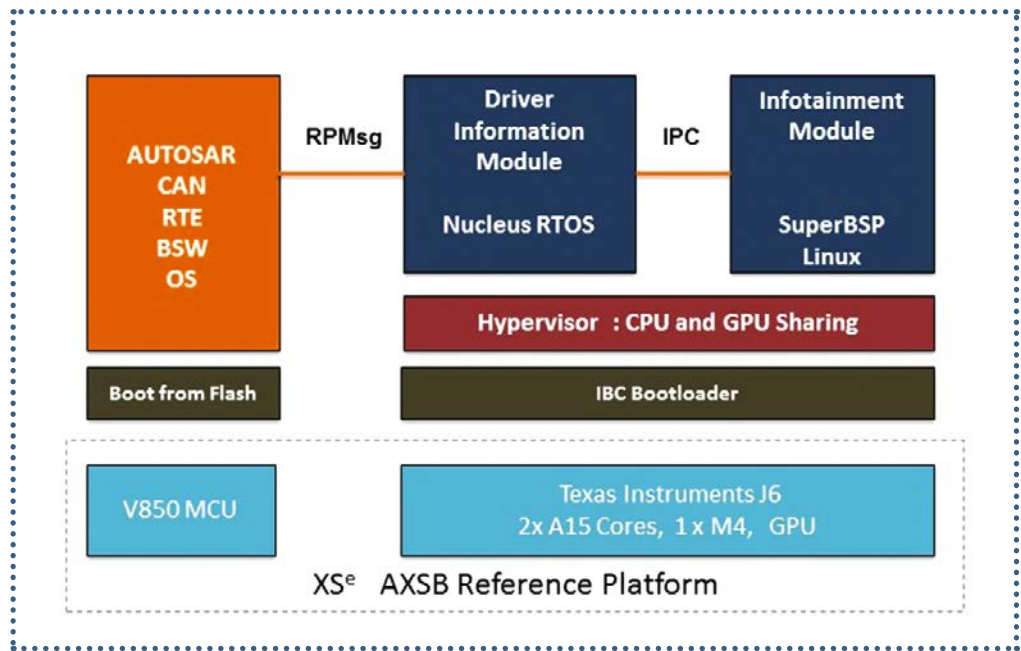 AUTOSAR
CAN
RTE
BSW
OS
RPMsg
Driver
Information
Module
Nucleus RTOS
IPC
Infotainment
Module
SuperBSP
Linux
Hypervisor : CPU and GPU Sharing
Boot from Flash
IBC Bootloader
V850 MCU
Texas Instruments J6
2x A15 Cores, 1 x M4, GPU
XSᵉ AXSB Reference Platform